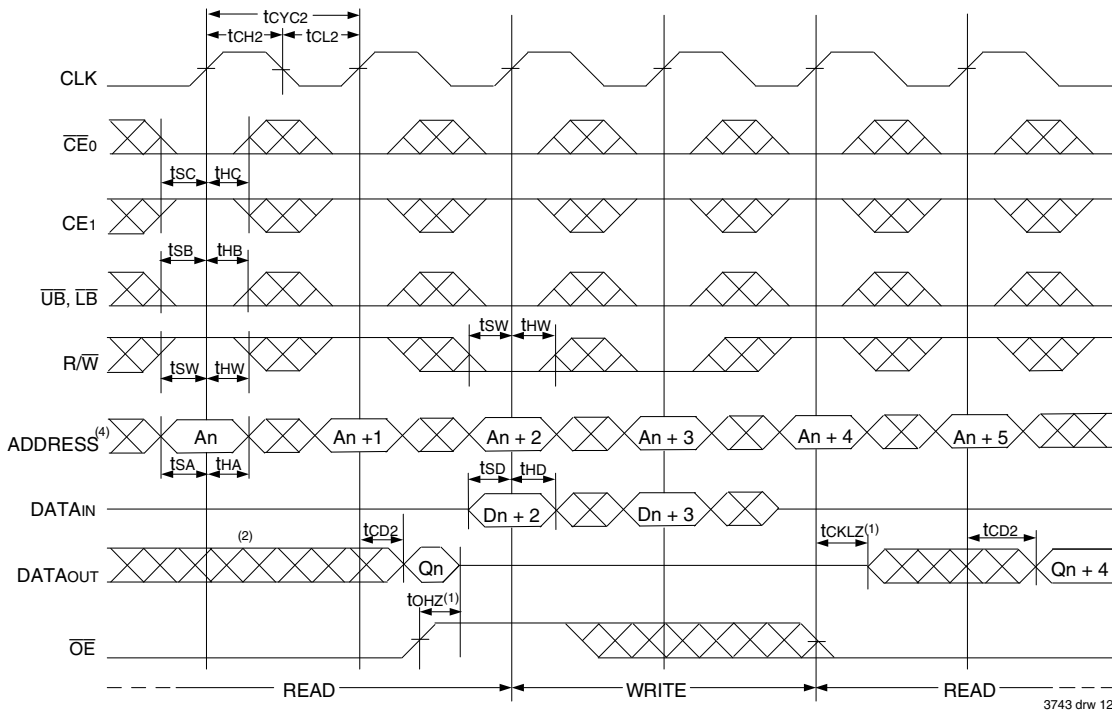 tCYC2
tCH2 tCL2
CLK
CE0
tSC tHC
CE1
tSB tHB
UB, LB
tSW tHW
R/W
tSW tHW
ADDRESS(4) An An +1 An + 2 An + 3 An + 4 An + 5
tSA tHA
tSD tHD
DATAIN Dn + 2 Dn + 3
tCD2 tCKLZ(1) tCD2
(2)
DATAOUT Qn Qn + 4
tOHZ(1)
OE
READ WRITE READ
3743 drw 12